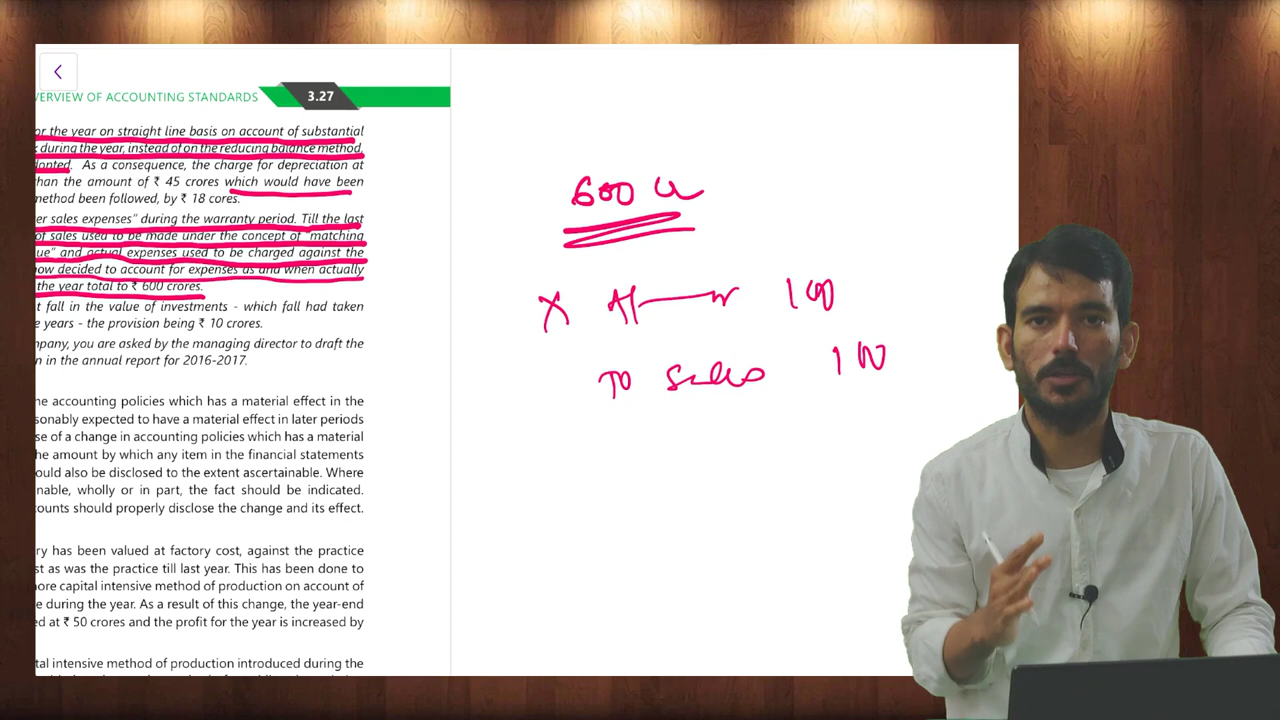 VERVIEW OF ACCOUNTING STANDARDS
3.27
or the year on straight line basis on account of substantial
during the year, instead of on the reducing balance method,
dopted. As a consequence, the charge for depreciation at
than the amount of ₹ 45 crores which would have been
method been followed, by ₹ 18 cores.
er sales expenses" during the warranty period. Till the last
of sales used to be made under the concept of "matching
ue" and actual expenses used to be charged against the
now decided to account for expenses as and when actually
the year total to ₹ 600 crores.
t fall in the value of investments - which fall had taken
e years - the provision being ₹ 10 crores.
mpany, you are asked by the managing director to draft the
n in the annual report for 2016-2017.
he accounting policies which has a material effect in the
sonably expected to have a material effect in later periods
se of a change in accounting policies which has a material
he amount by which any item in the financial statements
ould also be disclosed to the extent ascertainable. Where
nable, wholly or in part, the fact should be indicated.
counts should properly disclose the change and its effect.
ry has been valued at factory cost, against the practice
st as was the practice till last year. This has been done to
ore capital intensive method of production on account of
e during the year. As a result of this change, the year-end
ed at ₹ 50 crores and the profit for the year is increased by
tal intensive method of production introduced during the
600 Cr
X A/c Dr 100
To Sales 100